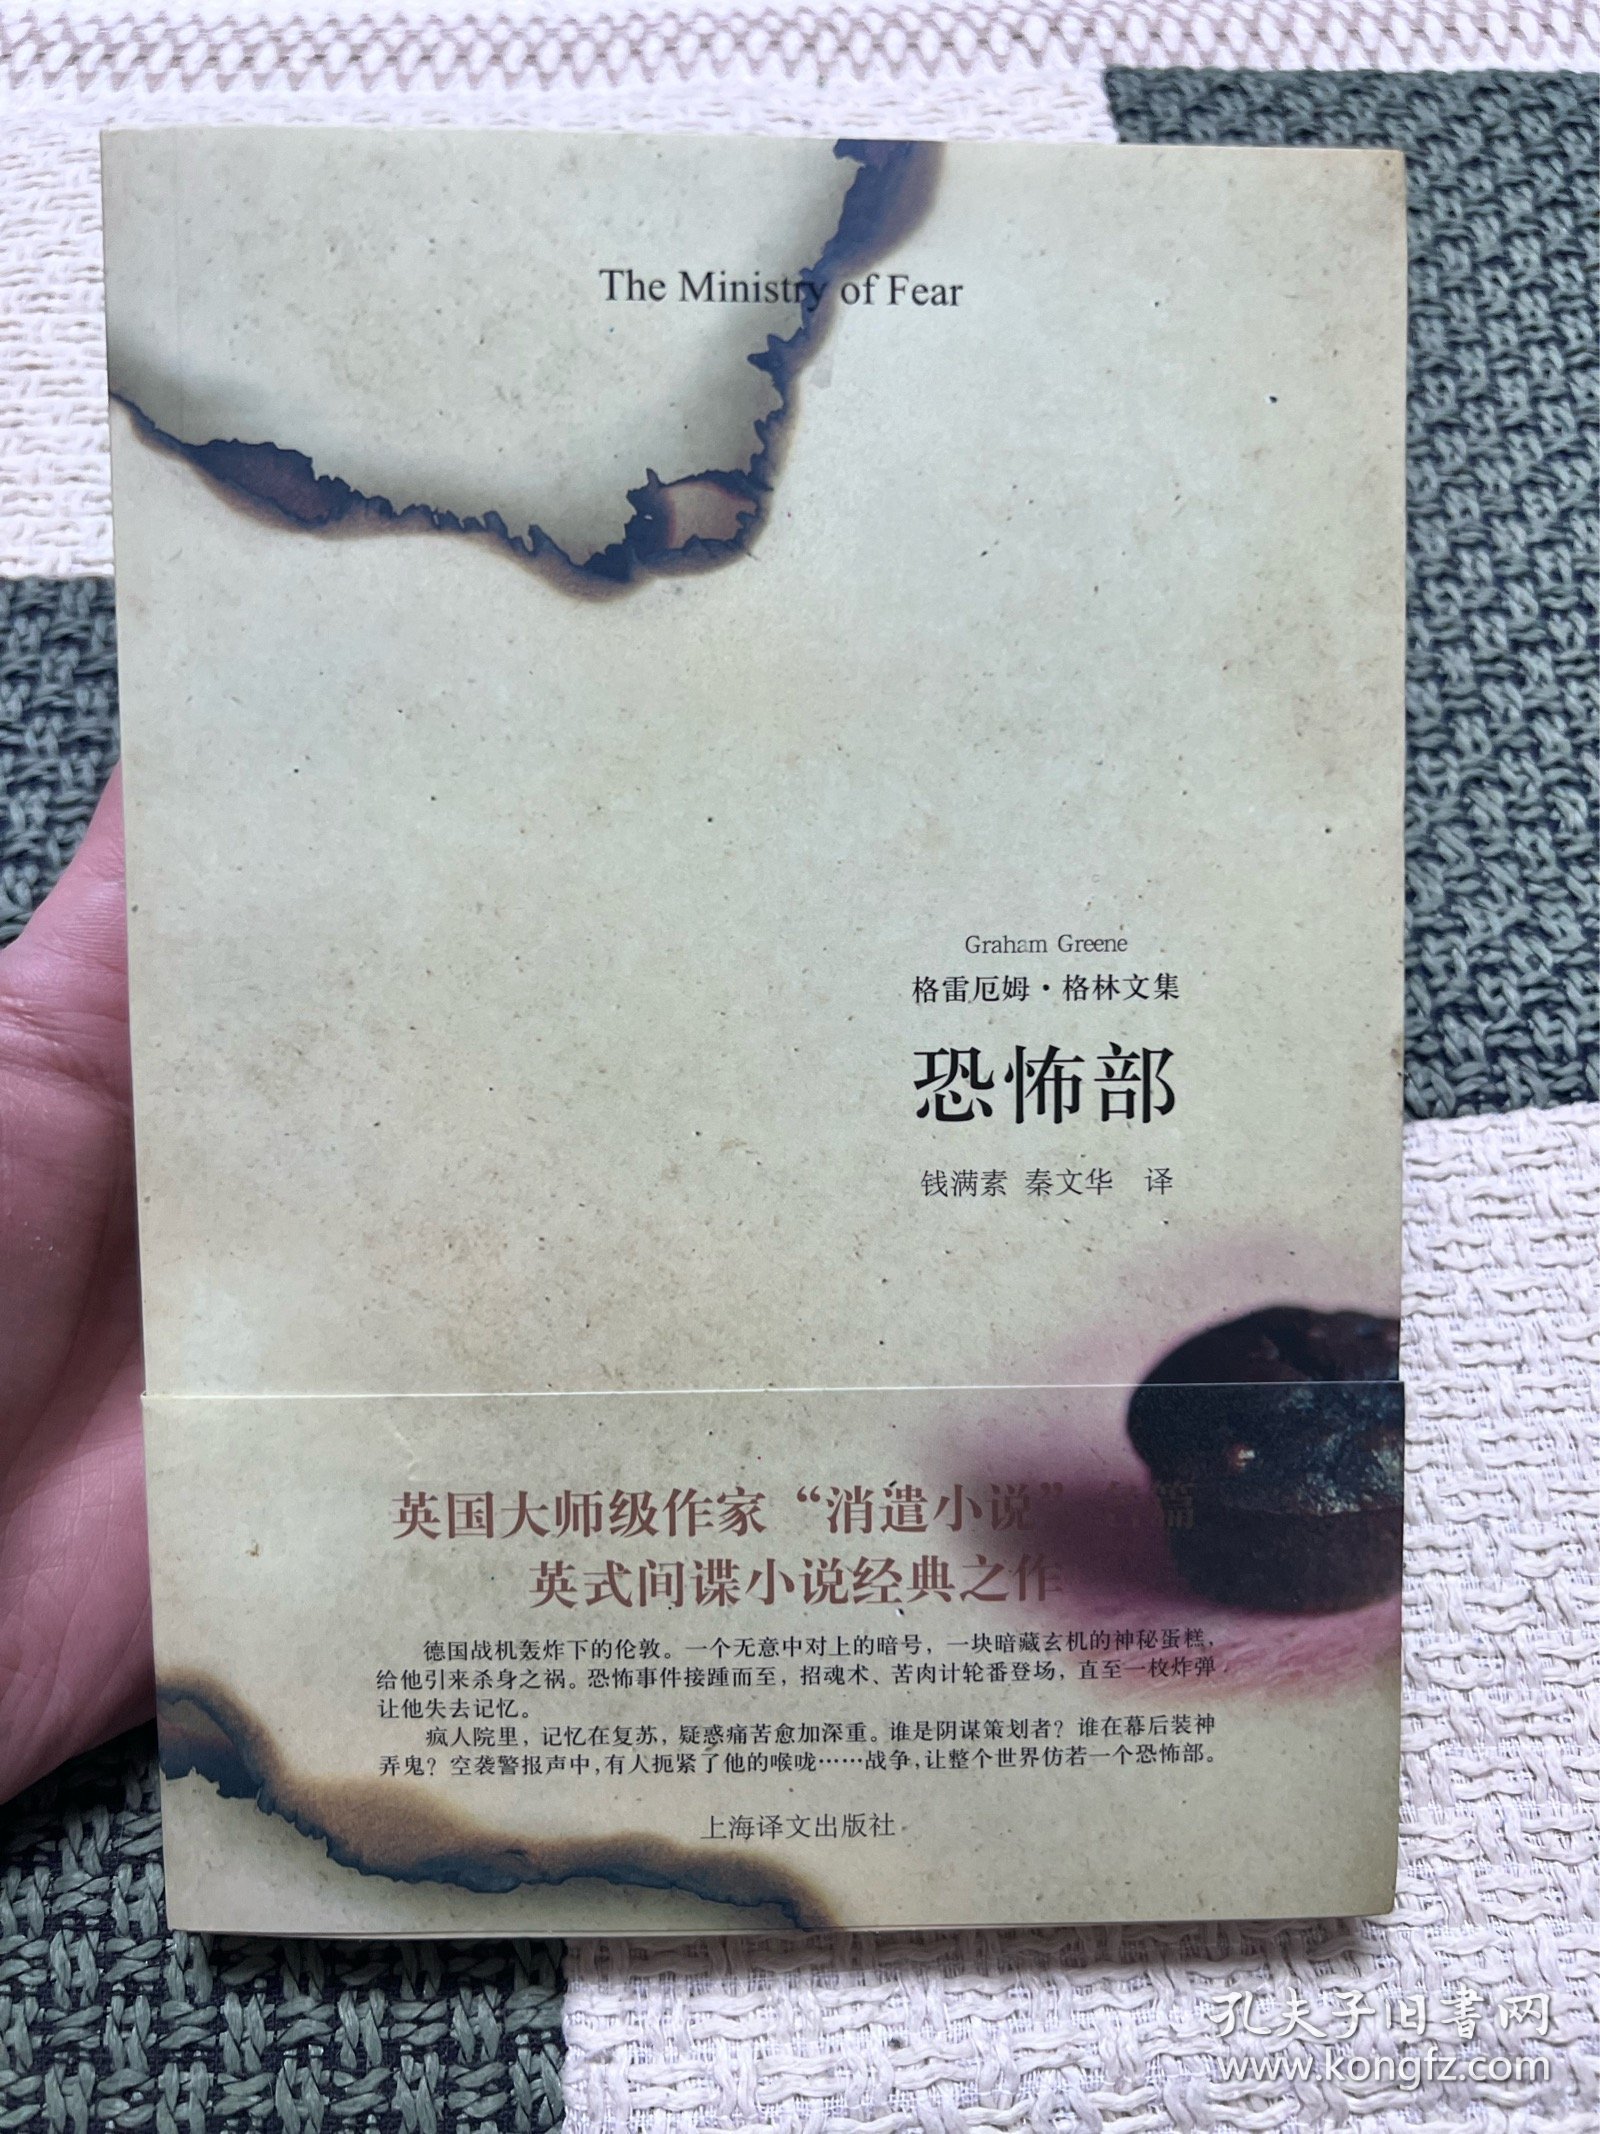 The Ministry of Fear
Graham Greene
格雷厄姆·格林文集
恐怖部
钱满素 秦文华 译
英国大师级作家“消遣小说”名篇
英式间谍小说经典之作
德国战机轰炸下的伦敦。一个无意中对上的暗号，一块暗藏玄机的神秘蛋糕，
给他引来杀身之祸。恐怖事件接踵而至，招魂术、苦肉计轮番登场，直至一枚炸弹
让他失去记忆。
疯人院里，记忆在复苏，疑惑痛苦愈加深重。谁是阴谋策划者？谁在幕后装神
弄鬼？空袭警报声中，有人扼紧了他的喉咙……战争，让整个世界仿若一个恐怖部。
上海译文出版社
孔夫子旧书网
www.kongfz.com